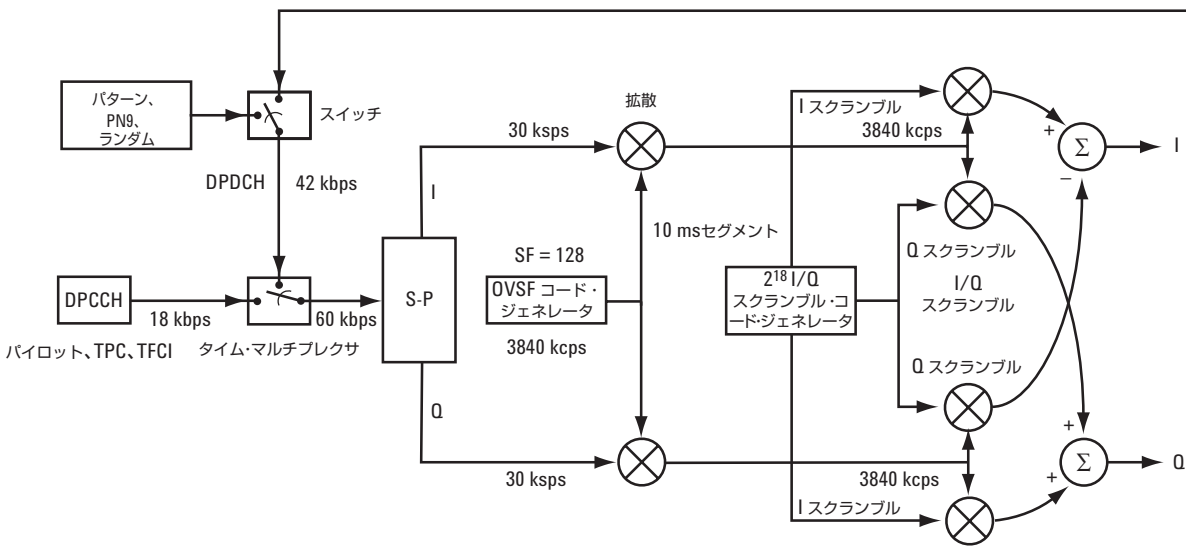 パターン、
PN9、
ランダム
スイッチ
DPDCH
42 kbps
DPCCH
18 kbps
60 kbps
パイロット、TPC、TFCI
タイム・マルチプレクサ
S-P
I
Q
30 ksps
30 ksps
拡散
10 msセグメント
SF = 128
OVSF コード・
ジェネレータ
3840 kcps
I スクランブル
3840 kcps
Q スクランブル
2¹⁸ I/Q
スクランブル・コ
ード・ジェネレータ
I/Q
スクランブル
Q スクランブル
3840 kcps
I スクランブル
+
Σ
−
I
+
Σ
+
Q